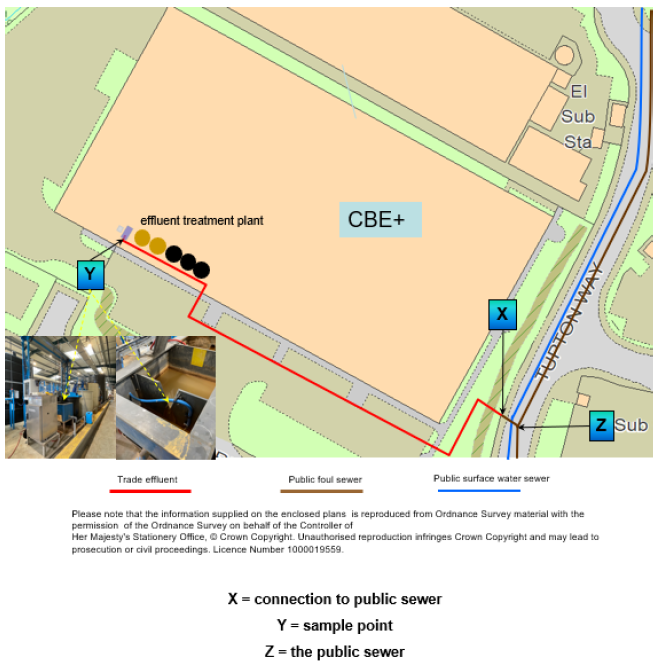 El
Sub
Sta
effluent treatment plant
CBE+
Y
X
TUPTON WAY
Z
Sub
Trade effluent
Public foul sewer
Public surface water sewer
Please note that the information supplied on the enclosed plans is reproduced from Ordnance Survey material with the
permission of the Ordnance Survey on behalf of the Controller of
Her Majesty's Stationery Office, © Crown Copyright. Unauthorised reproduction infringes Crown Copyright and may lead to
prosecution or civil proceedings. Licence Number 1000019559.
X = connection to public sewer
Y = sample point
Z = the public sewer